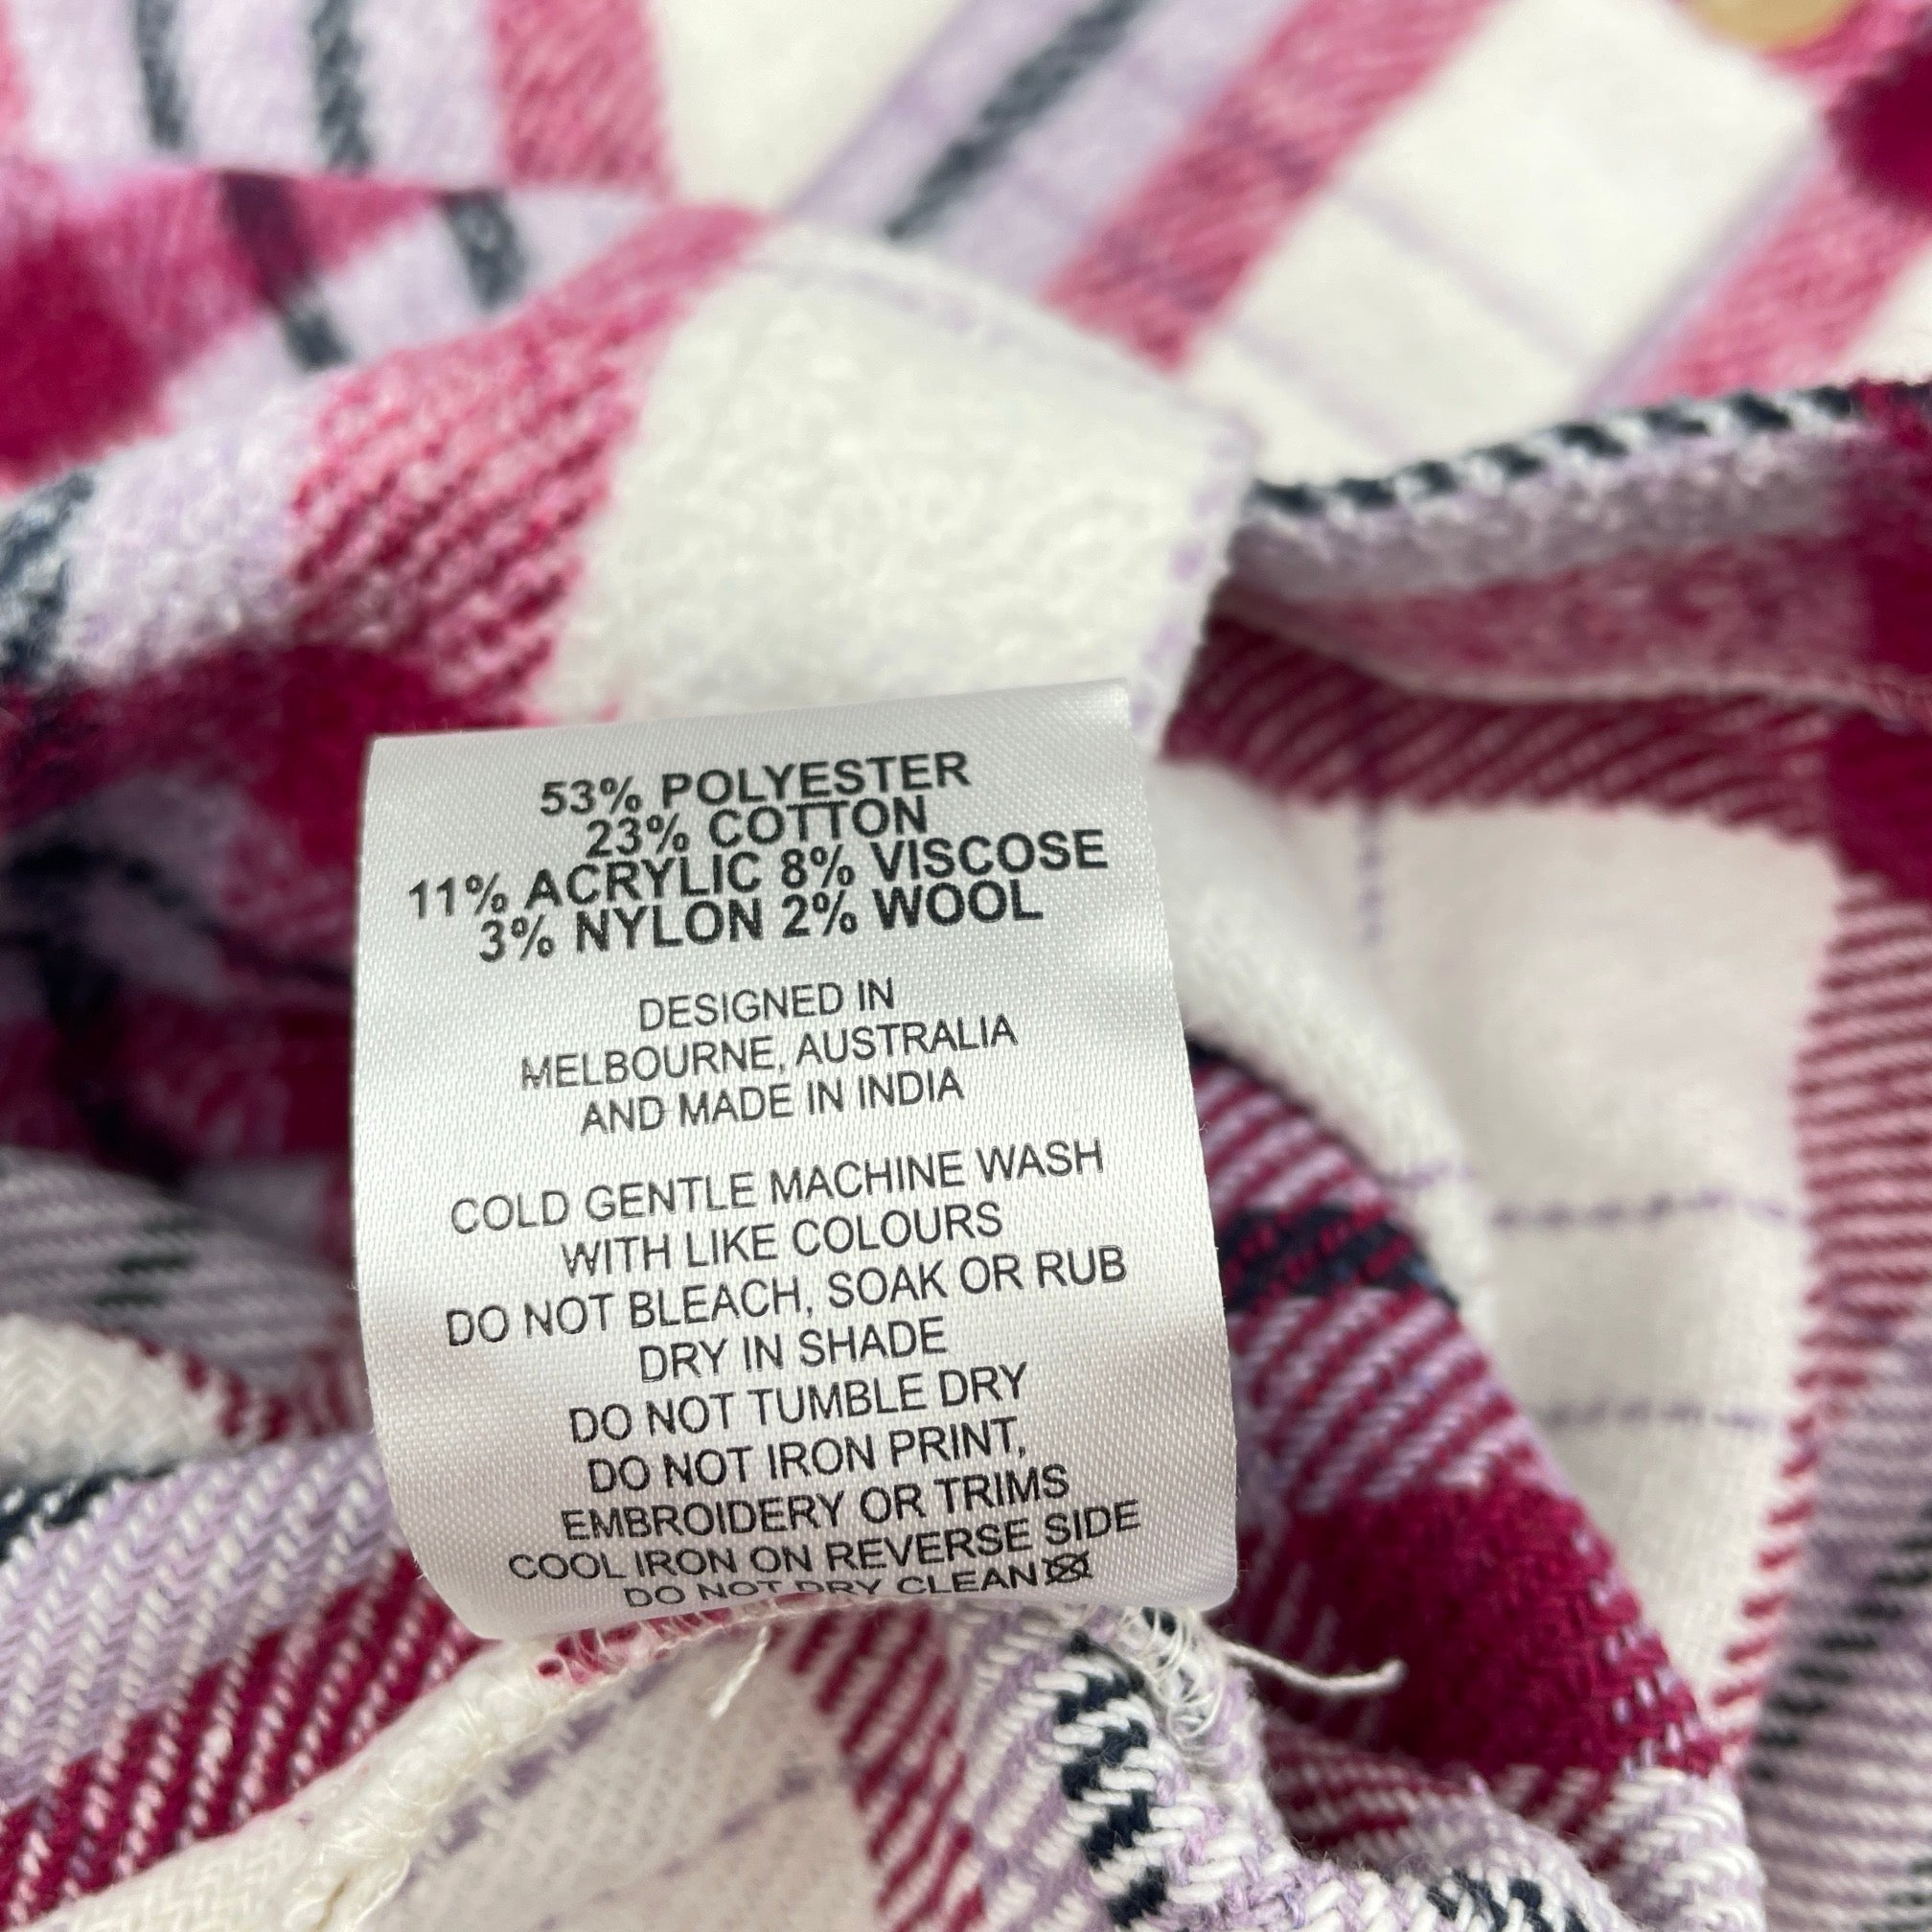 53% POLYESTER
23% COTTON
11% ACRYLIC 8% VISCOSE
3% NYLON 2% WOOL
DESIGNED IN
MELBOURNE, AUSTRALIA
AND MADE IN INDIA
COLD GENTLE MACHINE WASH
WITH LIKE COLOURS
DO NOT BLEACH, SOAK OR RUB
DRY IN SHADE
DO NOT TUMBLE DRY
DO NOT IRON PRINT,
EMBROIDERY OR TRIMS
COOL IRON ON REVERSE SIDE
DO NOT DRY CLEAN